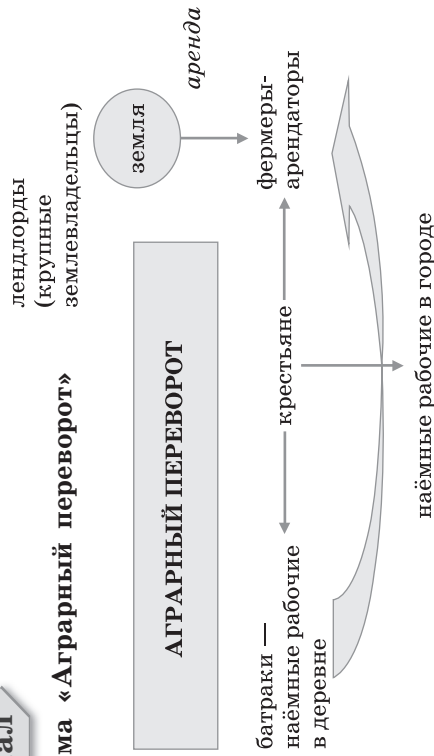 ал
ма «Аграрный переворот»
лендлорды
(крупные
землевладельцы)
земля
аренда
АГРАРНЫЙ ПЕРЕВОРОТ
батраки —
наёмные рабочие
в деревне
крестьяне
фермеры-
арендаторы
наёмные рабочие в городе